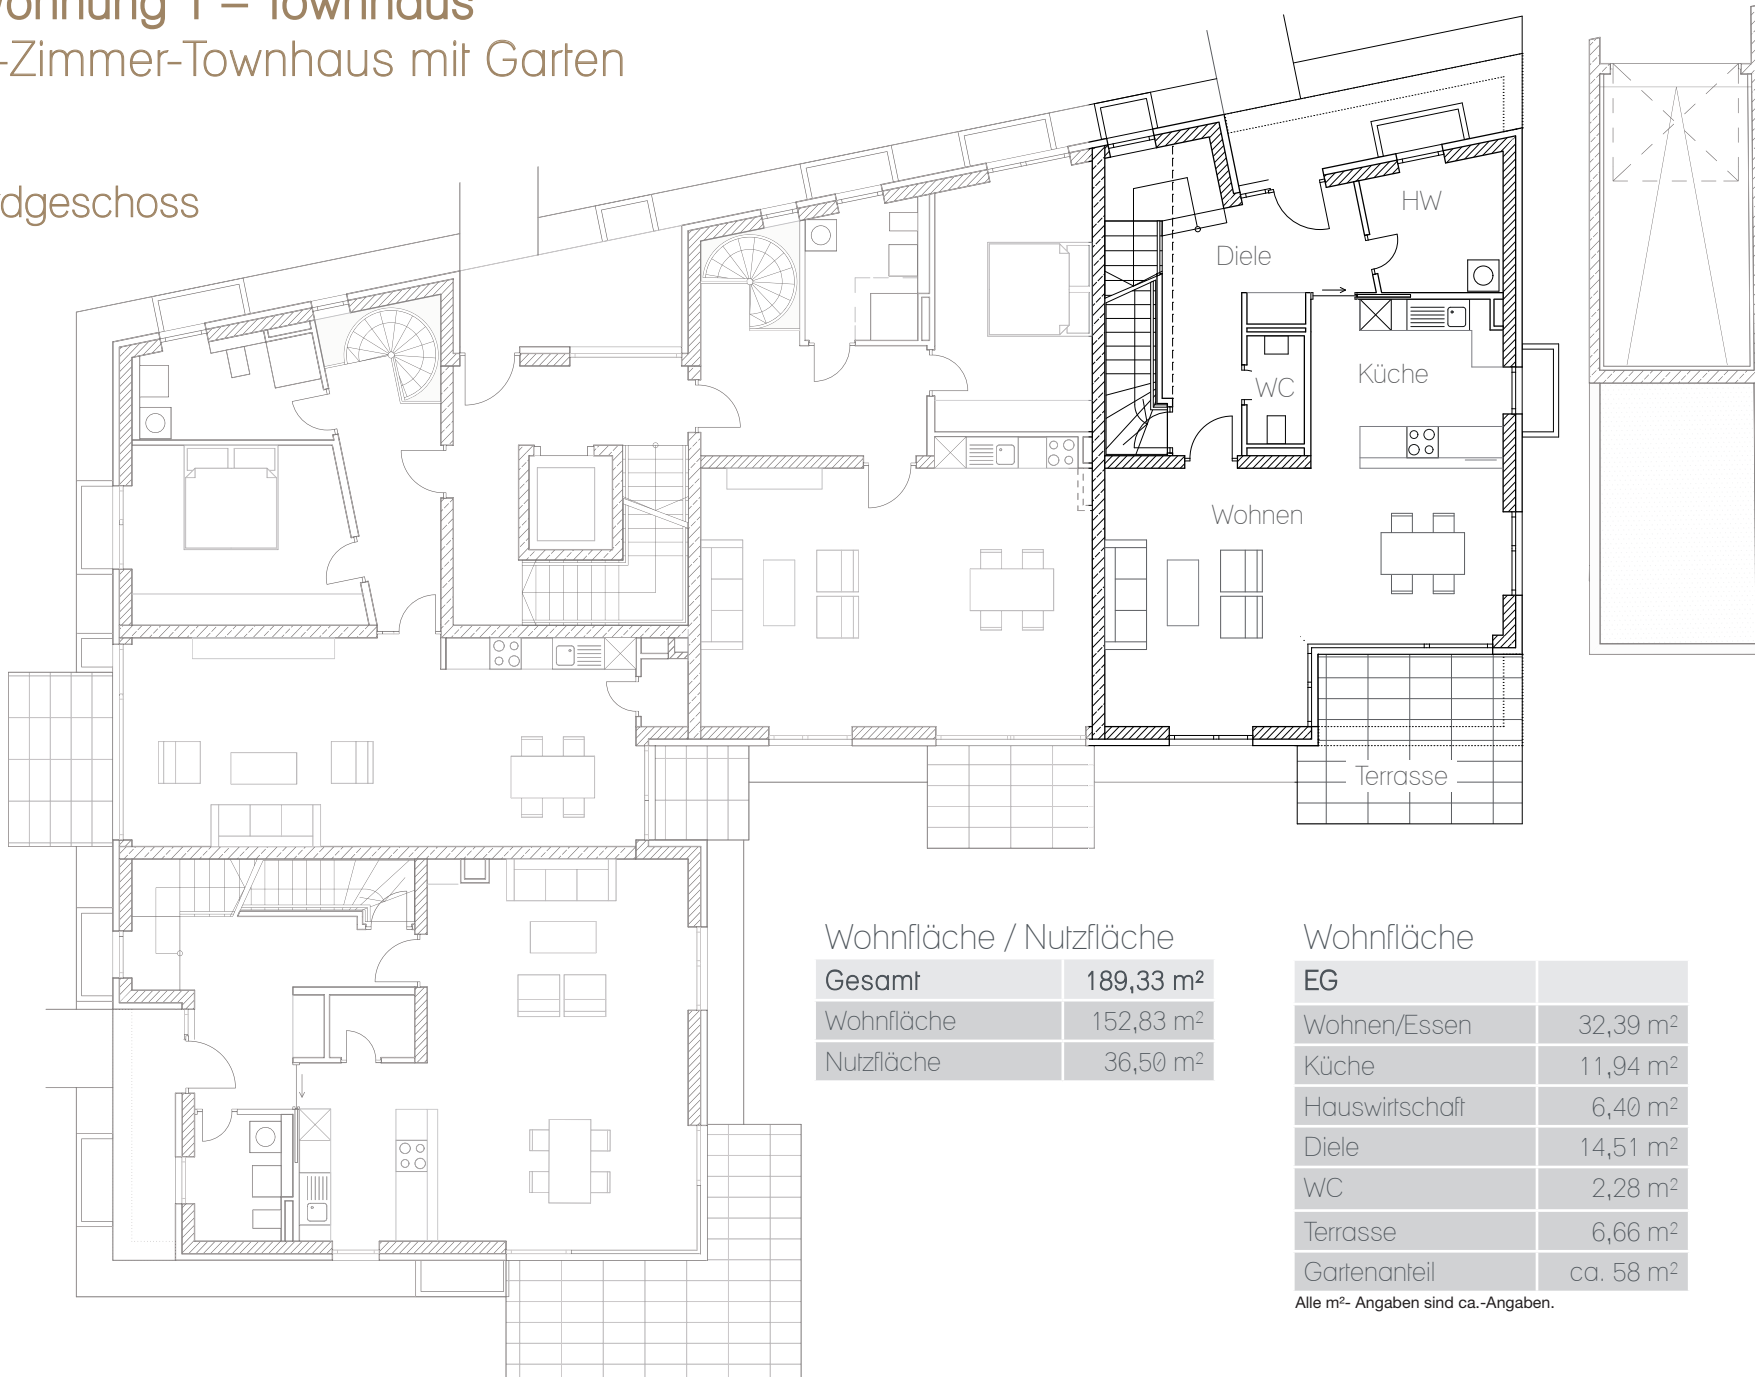 Wohnung 1 – Townhaus
-Zimmer-Townhaus mit Garten
dgeschoss
HW
Diele
WC
Küche
Wohnen
Terrasse
Wohnfläche / Nutzfläche
Gesamt 189,33 m²
Wohnfläche 152,83 m²
Nutzfläche 36,50 m²
Wohnfläche
EG
Wohnen/Essen 32,39 m²
Küche 11,94 m²
Hauswirtschaft 6,40 m²
Diele 14,51 m²
WC 2,28 m²
Terrasse 6,66 m²
Gartenanteil ca. 58 m²
Alle m²- Angaben sind ca.-Angaben.